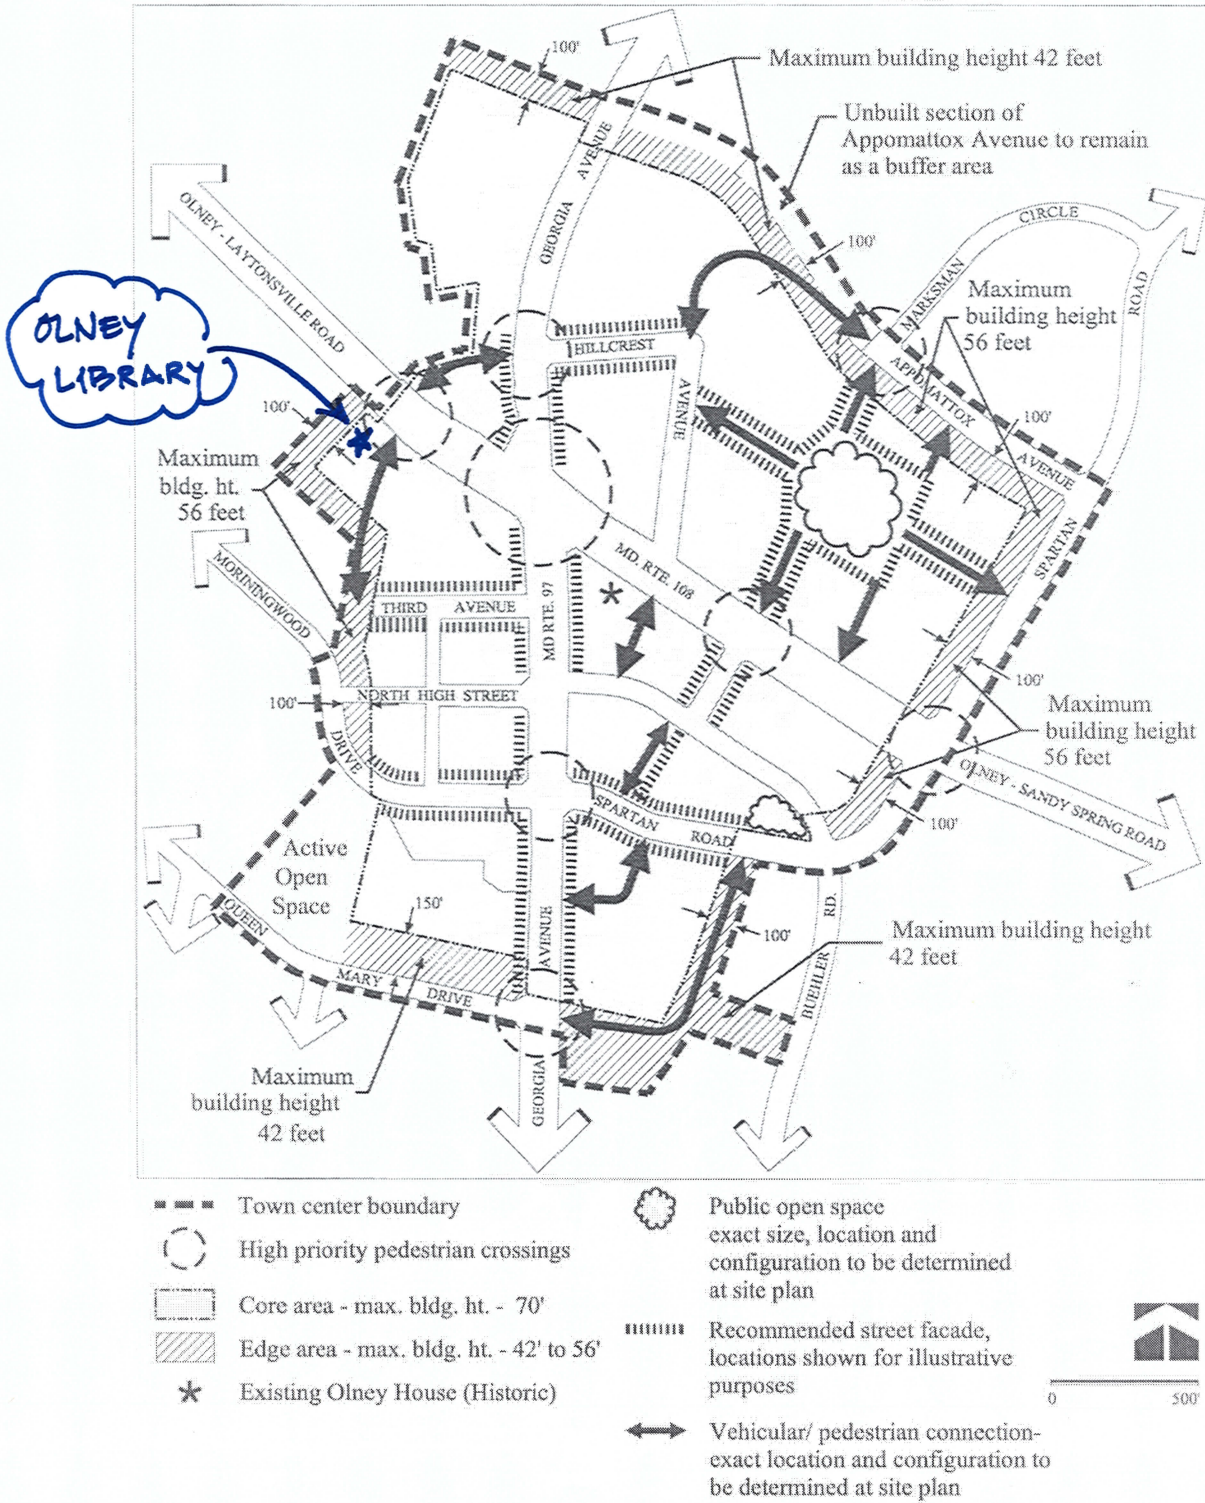 100'
Maximum building height 42 feet
Unbuilt section of
Appomattox Avenue to remain
as a buffer area
GEORGIA AVENUE
OLNEY - LAYTONSVILLE ROAD
MARKSMAN CIRCLE
ROAD
100'
Maximum
building height
56 feet
OLNEY
LIBRARY
HILLCREST
AVENUE
APPOMATTOX
AVENUE
100'
100'
Maximum
bldg. ht.
56 feet
SPARTAN
MORININGWOOD
MD. RTE. 108
MD RTE. 97
THIRD AVENUE
100'
NORTH HIGH STREET
100'
DRIVE
Maximum
building height
56 feet
OLNEY - SANDY SPRING ROAD
100'
SPARTAN ROAD
Active
Open
Space
QUEEN
150'
AVENUE
100'
RD.
Maximum building height
42 feet
MARY
DRIVE
BUEHLER
Maximum
building height
42 feet
GEORGIA
Town center boundary
High priority pedestrian crossings
Core area - max. bldg. ht. - 70'
Edge area - max. bldg. ht. - 42' to 56'
Existing Olney House (Historic)
Public open space
exact size, location and
configuration to be determined
at site plan
Recommended street facade,
locations shown for illustrative
purposes
Vehicular/ pedestrian connection-
exact location and configuration to
be determined at site plan
0 500'